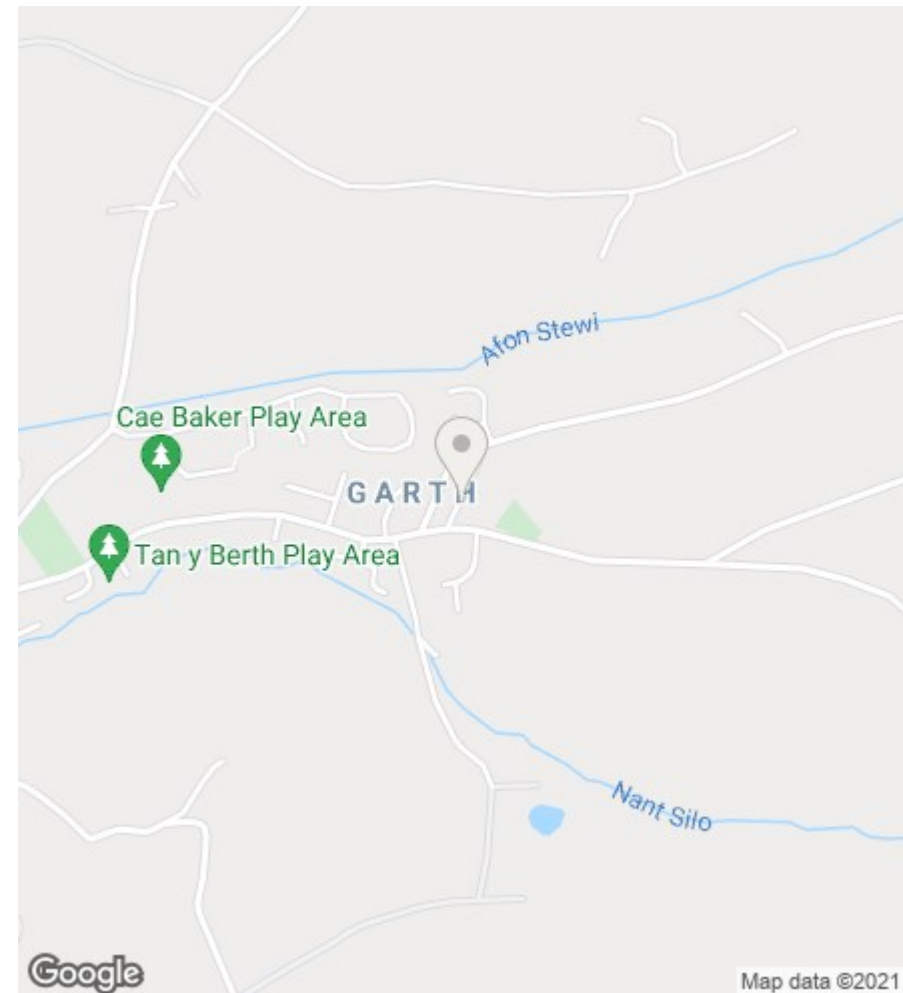 Afon Stewi
Cae Baker Play Area
GARTH
Tan y Berth Play Area
Nant Silo
Google
Map data ©2021